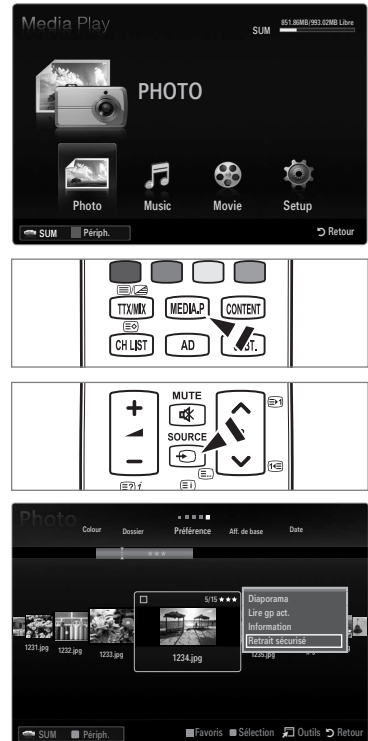 Media Play
SUM 851.86MB/993.02MB Libre
PHOTO
Photo Music Movie Setup
SUM Périph. Retour
TTX/MIX MEDIA.P CONTENT
CH LIST AD
MUTE
SOURCE
Photo
Colour Dossier Préférence Aff. de base Date
5/15
Diaporama
Lire gp act.
Information
Retrait sécurisé
1231.jpg 1232.jpg 1233.jpg 1234.jpg 1235.jpg
SUM Périph. Favoris Sélection Outils Retour